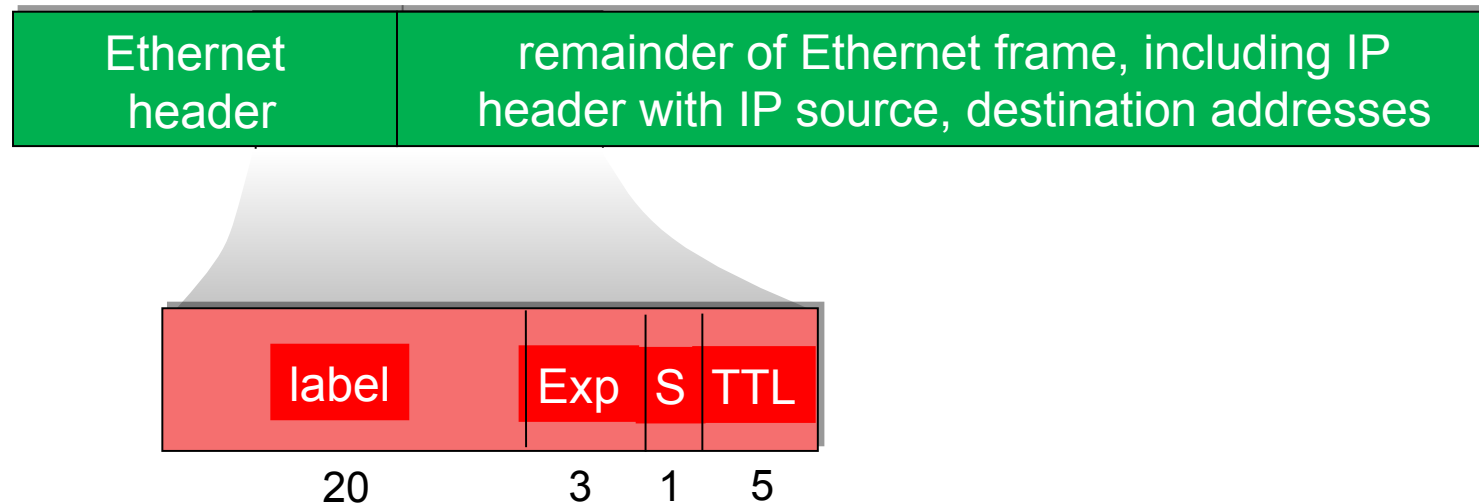 Ethernet
header
remainder of Ethernet frame, including IP
header with IP source, destination addresses
label Exp S TTL
20 3 1 5